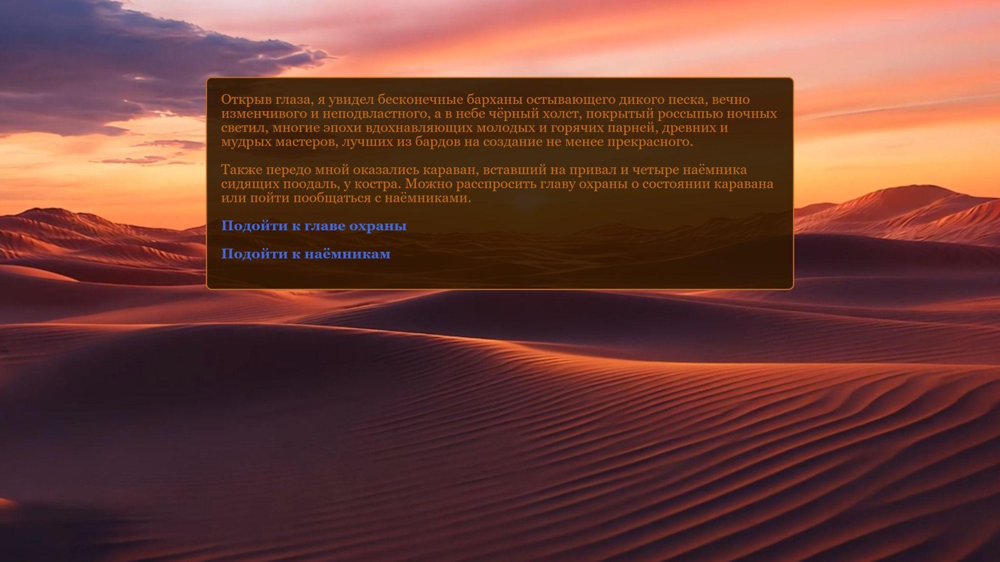 Открыв глаза, я увидел бесконечные барханы остывающего дикого песка, вечно
изменчивого и неподвластного, а в небе чёрный холст, покрытый россыпью ночных
светил, многие эпохи вдохнавляющих молодых и горячих парней, древних и
мудрых мастеров, лучших из бардов на создание не менее прекрасного.
Также передо мной оказались караван, вставший на привал и четыре наёмника
сидящих поодаль, у костра. Можно расспросить главу охраны о состоянии каравана
или пойти пообщаться с наёмниками.
Подойти к главе охраны
Подойти к наёмникам